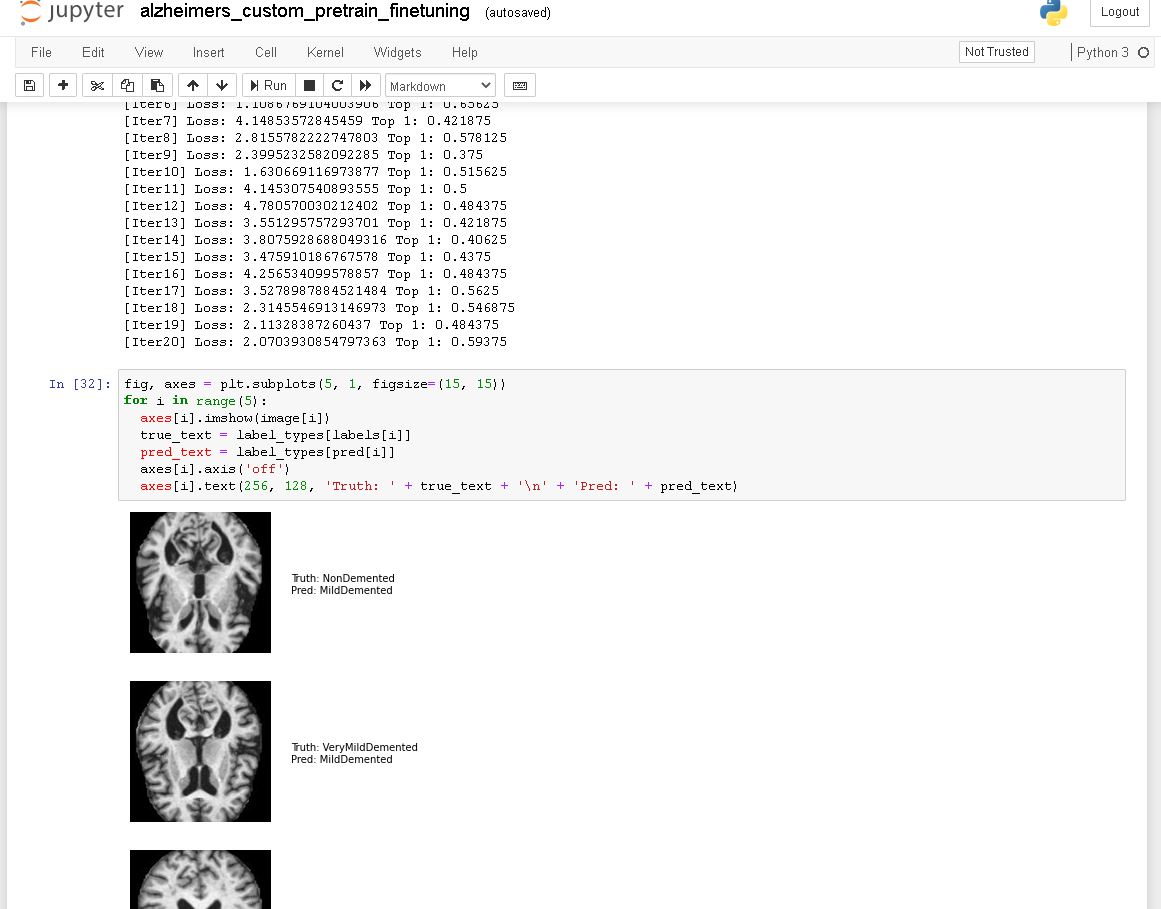 jupyter alzheimers_custom_pretrain_finetuning (autosaved) Logout
File Edit View Insert Cell Kernel Widgets Help Not Trusted Python 3
Run Markdown
[Iter6] Loss: 1.1086769104003906 Top 1: 0.65625
[Iter7] Loss: 4.14853572845459 Top 1: 0.421875
[Iter8] Loss: 2.8155782222747803 Top 1: 0.578125
[Iter9] Loss: 2.3995232582092285 Top 1: 0.375
[Iter10] Loss: 1.630669116973877 Top 1: 0.515625
[Iter11] Loss: 4.145307540893555 Top 1: 0.5
[Iter12] Loss: 4.780570030212402 Top 1: 0.484375
[Iter13] Loss: 3.551295757293701 Top 1: 0.421875
[Iter14] Loss: 3.8075928688049316 Top 1: 0.40625
[Iter15] Loss: 3.475910186767578 Top 1: 0.4375
[Iter16] Loss: 4.256534099578857 Top 1: 0.484375
[Iter17] Loss: 3.5278987884521484 Top 1: 0.5625
[Iter18] Loss: 2.3145546913146973 Top 1: 0.546875
[Iter19] Loss: 2.11328387260437 Top 1: 0.484375
[Iter20] Loss: 2.0703930854797363 Top 1: 0.59375
In [32]: fig, axes = plt.subplots(5, 1, figsize=(15, 15))
for i in range(5):
  axes[i].imshow(image[i])
  true_text = label_types[labels[i]]
  pred_text = label_types[pred[i]]
  axes[i].axis('off')
  axes[i].text(256, 128, 'Truth: ' + true_text + '\n' + 'Pred: ' + pred_text)
Truth: NonDemented
Pred: MildDemented
Truth: VeryMildDemented
Pred: MildDemented